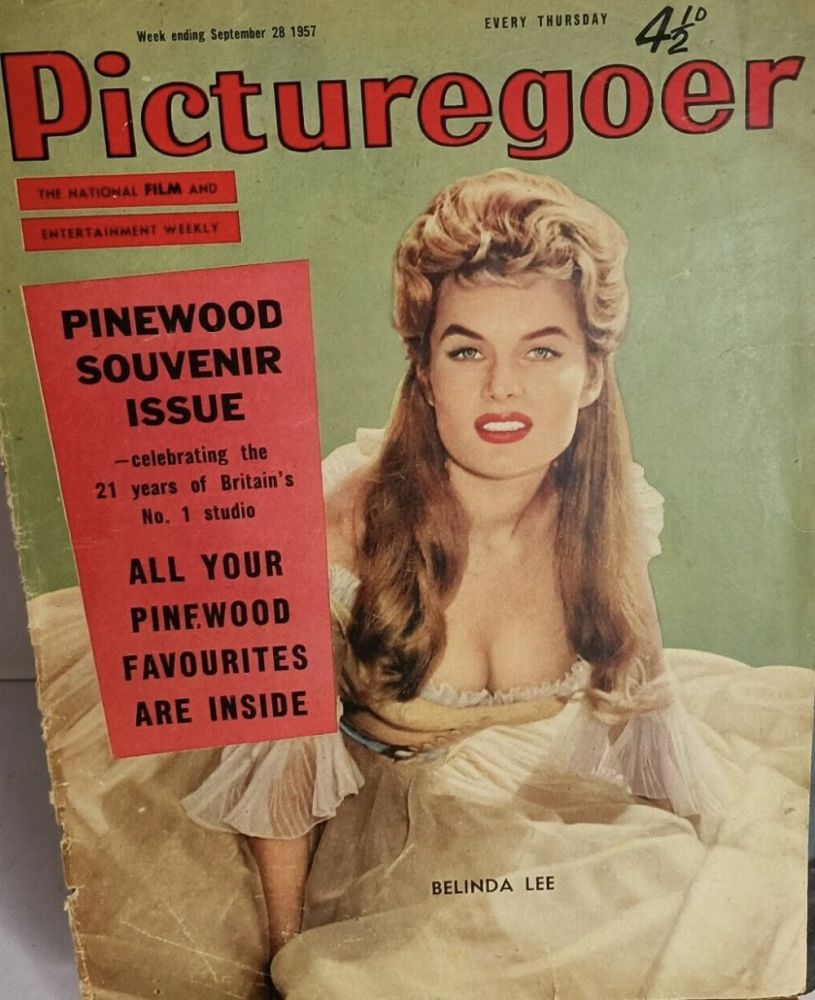 Week ending September 28 1957
EVERY THURSDAY
4½D
Picturegoer
THE NATIONAL FILM AND
ENTERTAINMENT WEEKLY
PINEWOOD
SOUVENIR
ISSUE
—celebrating the
21 years of Britain's
No. 1 studio
ALL YOUR
PINEWOOD
FAVOURITES
ARE INSIDE
BELINDA LEE